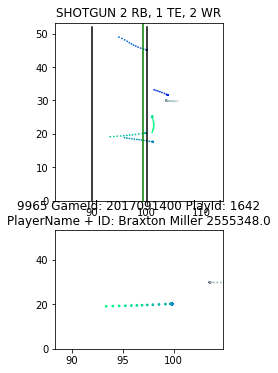 SHOTGUN 2 RB, 1 TE, 2 WR
50
40
30
20
10
0
90 100 110
9965 GameId: 2017091400 PlayId: 1642
PlayerName + ID: Braxton Miller 2555348.0
40
20
0
90 95 100